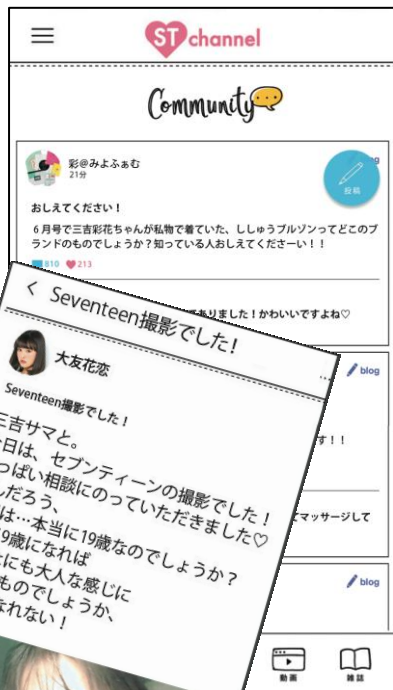 ST channel
Community
彩@みよふぁむ
21分
blog
投稿
おしえてください！
６月号で三吉彩花ちゃんが私物で着ていた、ししゅうブルゾンってどこのブ
ランドのものでしょうか？知っている人おしえてくださーい！！
810 213
ありました！かわいいですよね♡
< Seventeen撮影でした！
大友花恋
...
Seventeen撮影でした！
三吉サマと。
日は、セブンティーンの撮影でした！
っぱい相談にのっていただきました♡
んだろう、
は…本当に19歳なのでしょうか？
9歳になれば
にも大人な感じに
ものでしょうか、
なれない！
blog
す！！
てマッサージして
blog
動画
雑誌